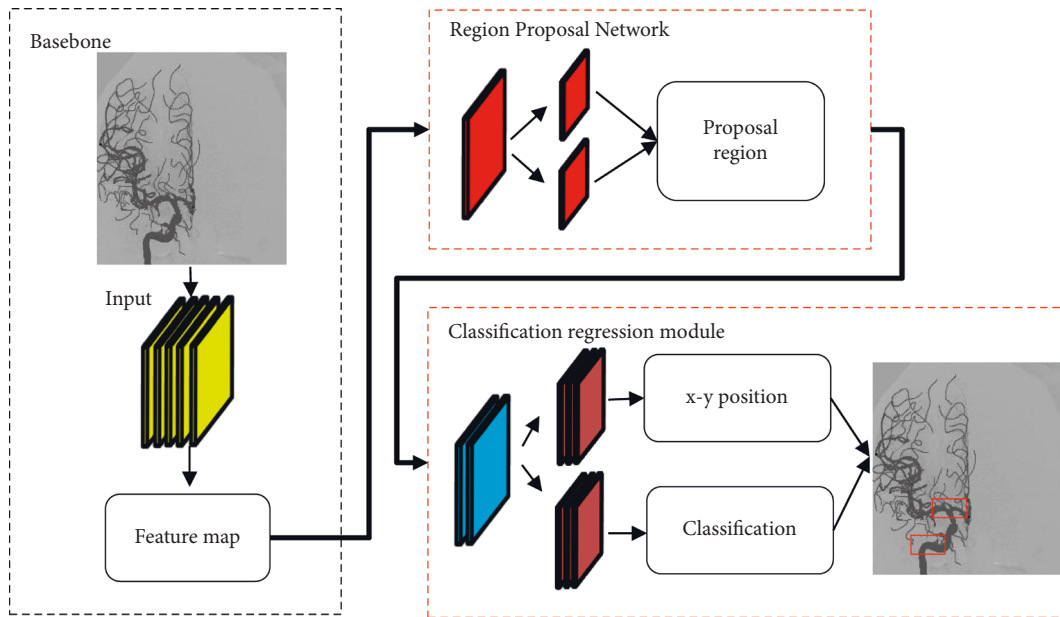 Basebone
Input
Feature map
Region Proposal Network
Proposal
region
Classification regression module
x-y position
Classification